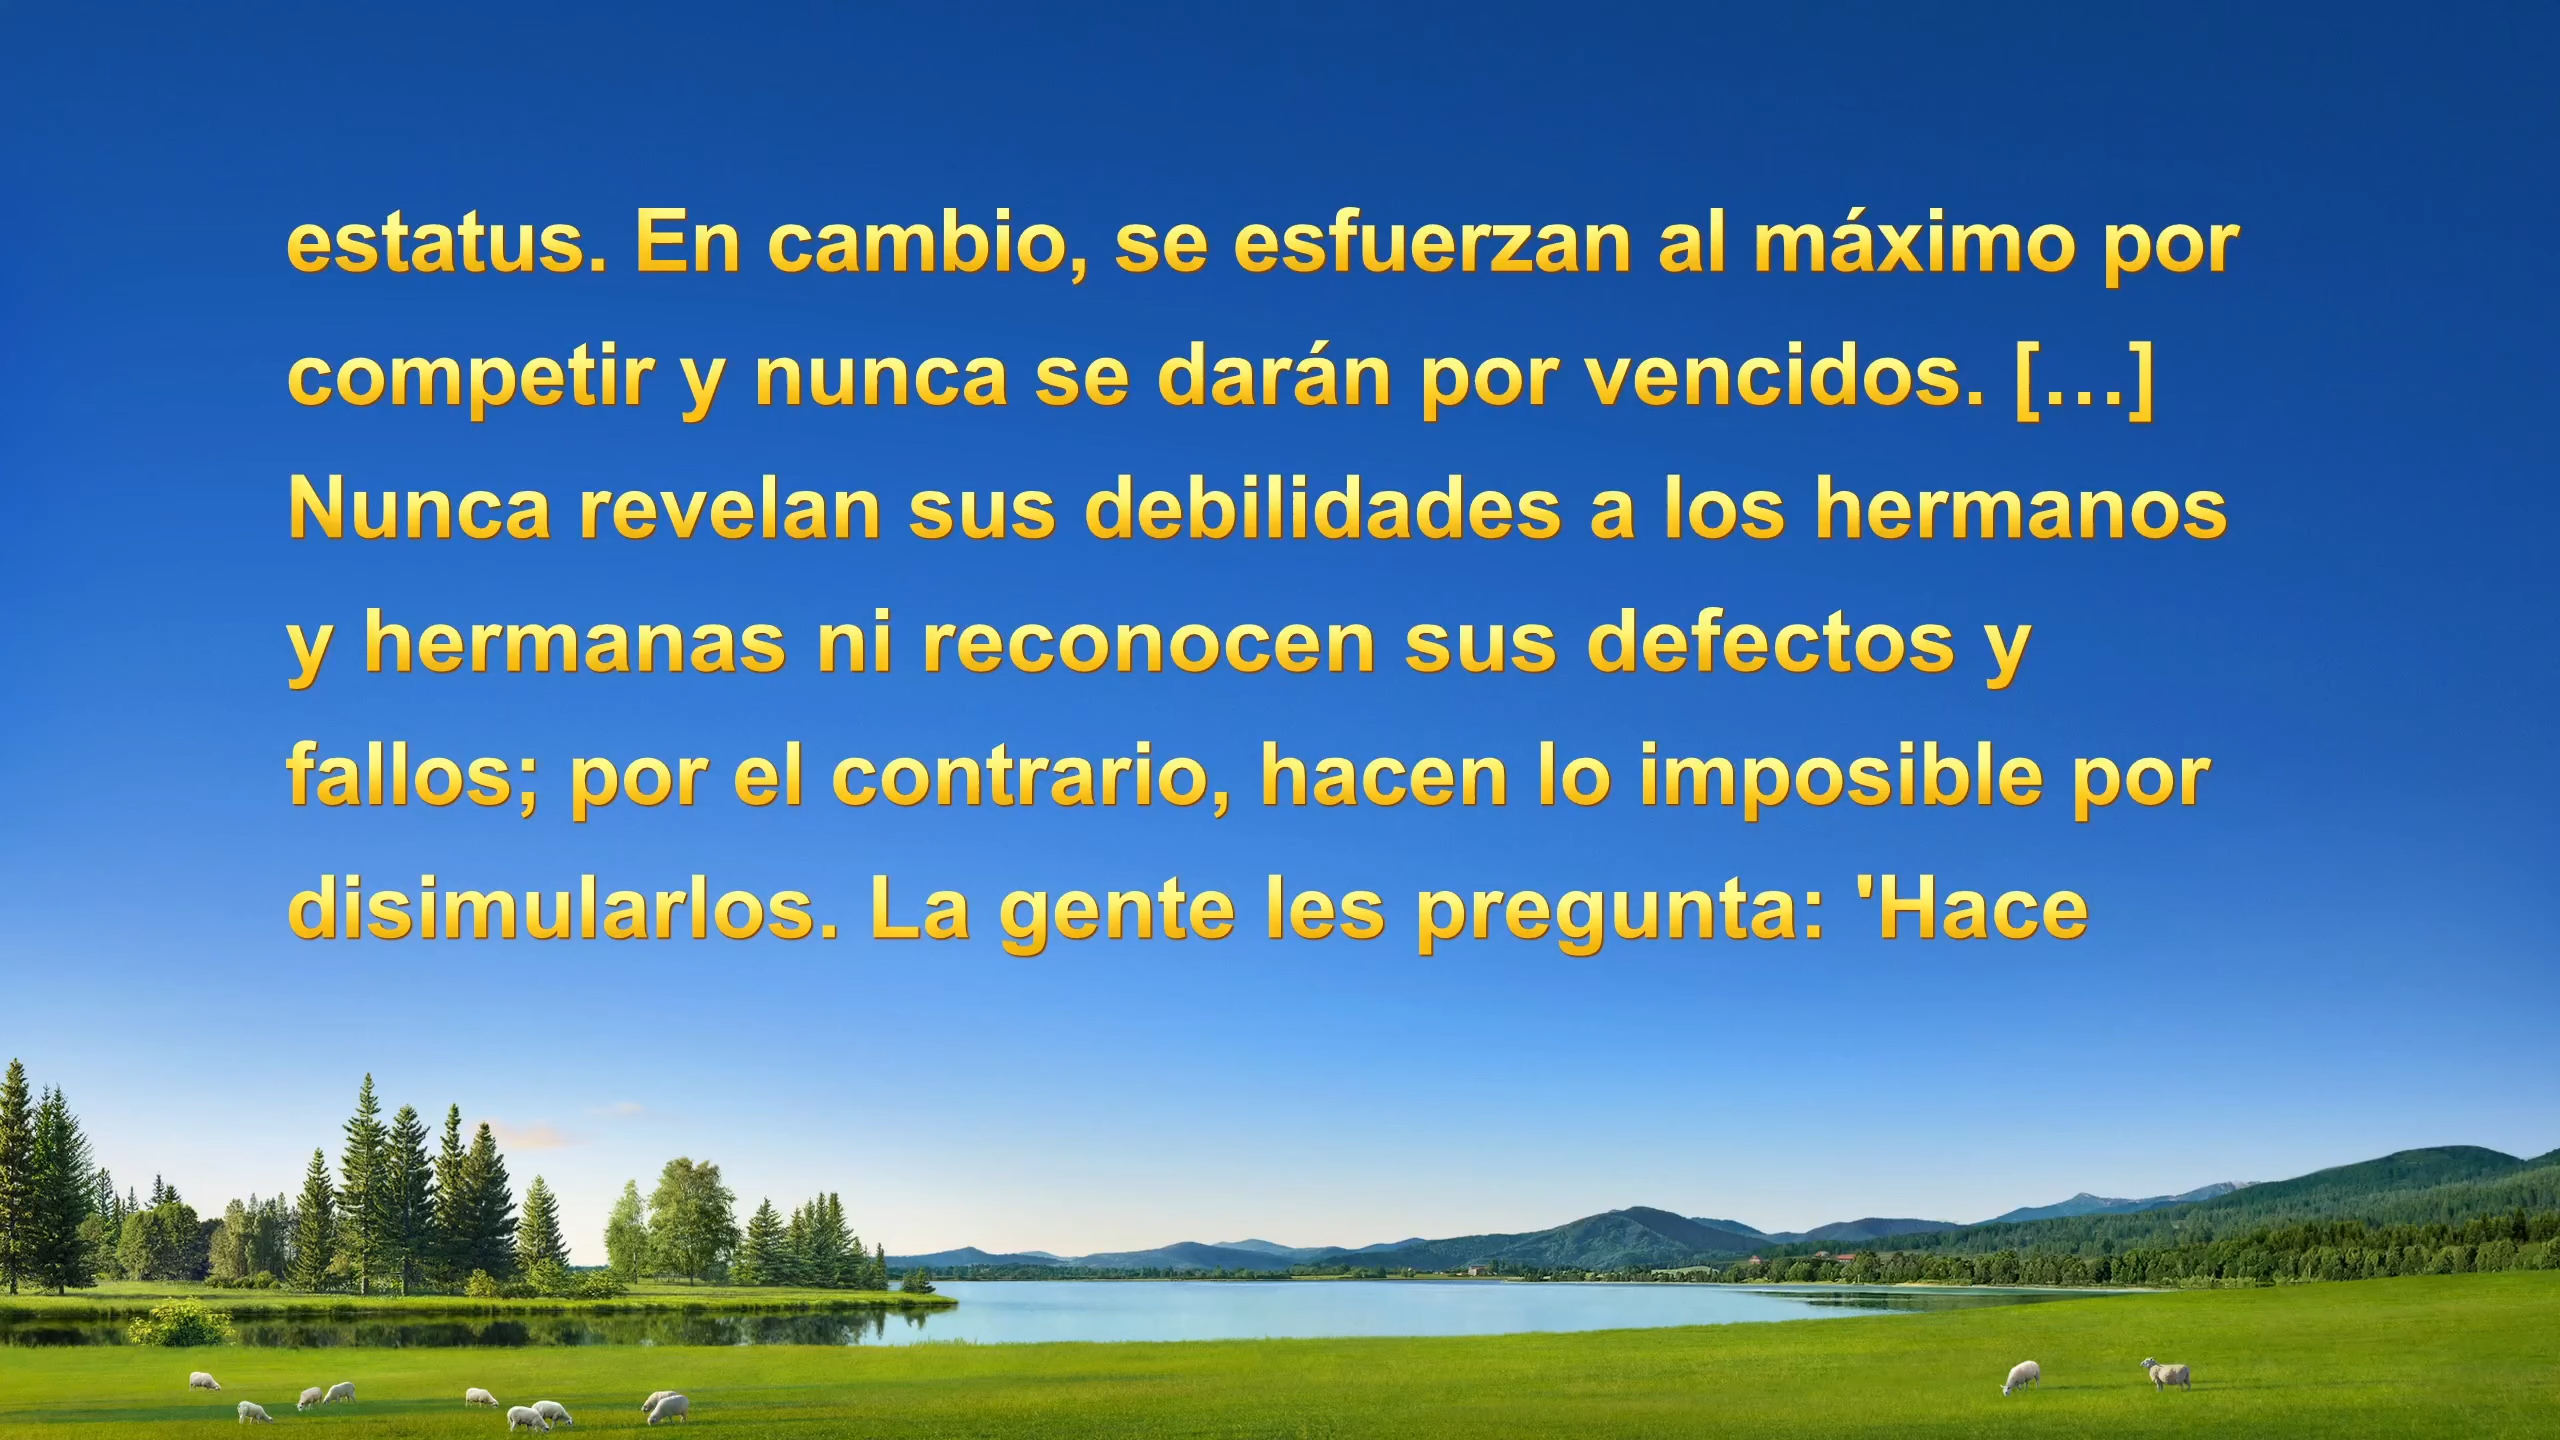 estatus. En cambio, se esfuerzan al máximo por
competir y nunca se darán por vencidos. […]
Nunca revelan sus debilidades a los hermanos
y hermanas ni reconocen sus defectos y
fallos; por el contrario, hacen lo imposible por
disimularlos. La gente les pregunta: 'Hace